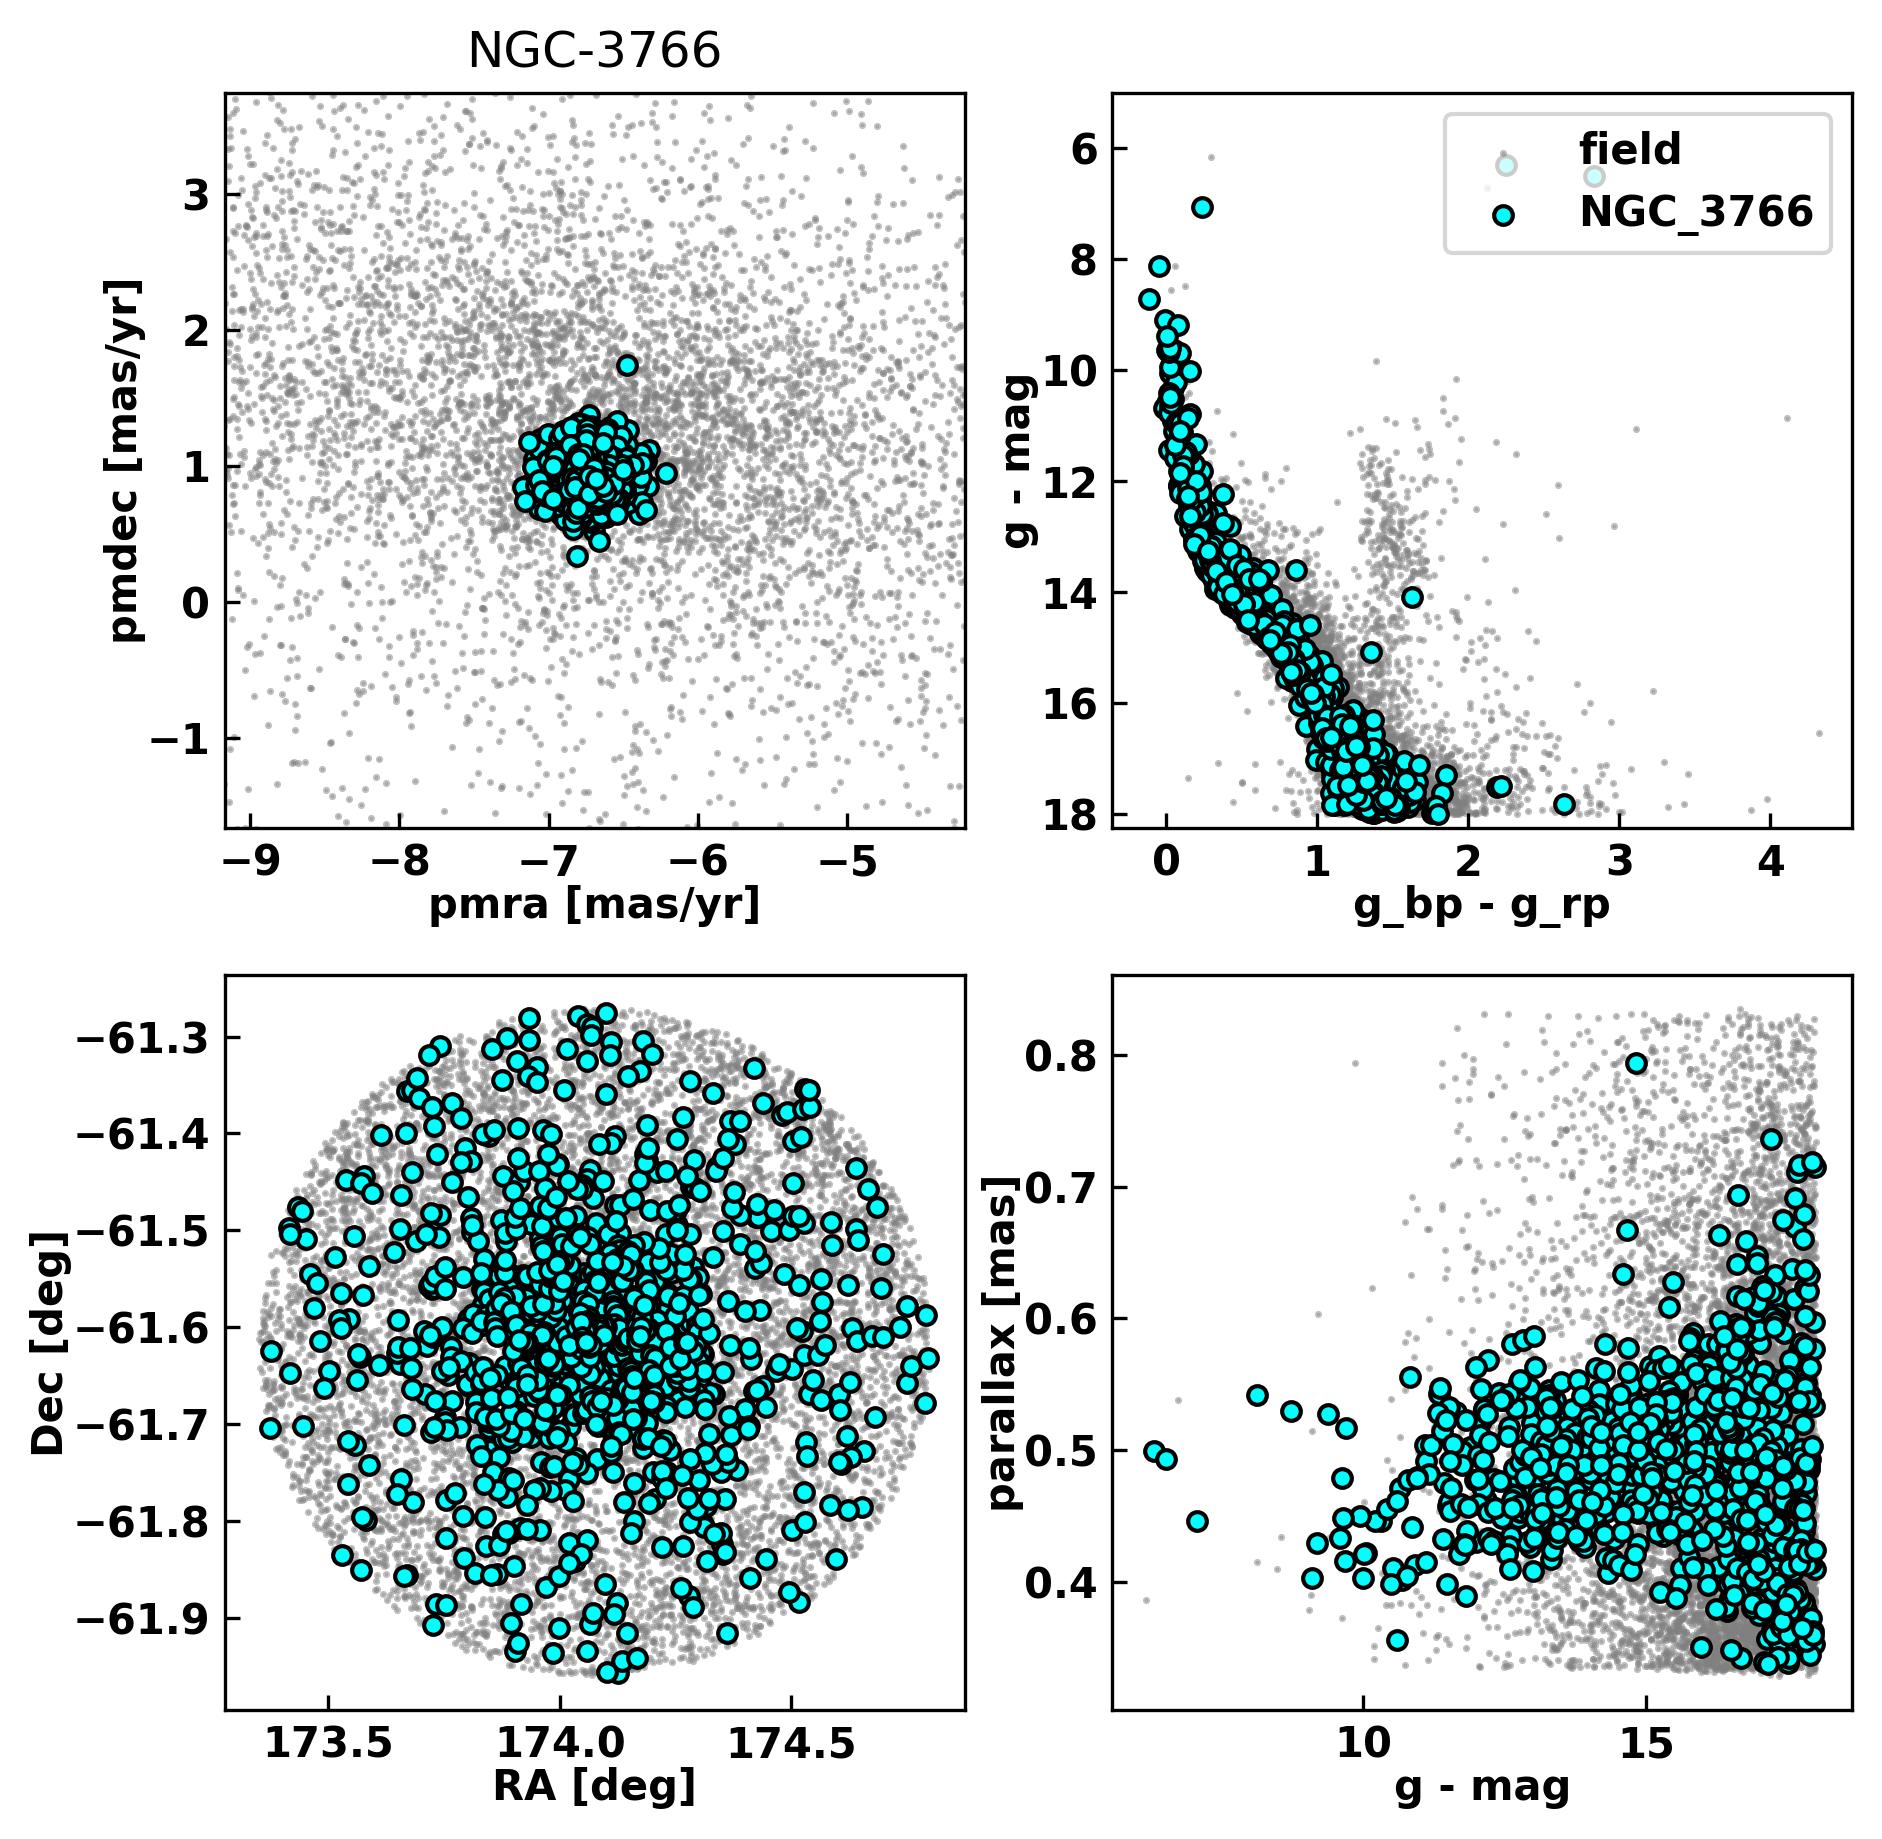 NGC-3766
3
2
1
0
−1
pmdec [mas/yr]
−9 −8 −7 −6 −5
pmra [mas/yr]
field
NGC_3766
6
8
10
12
14
16
18
g - mag
0 1 2 3 4
g_bp - g_rp
−61.3
−61.4
−61.5
−61.6
−61.7
−61.8
−61.9
Dec [deg]
173.5 174.0 174.5
RA [deg]
0.8
0.7
0.6
0.5
0.4
parallax [mas]
10 15
g - mag